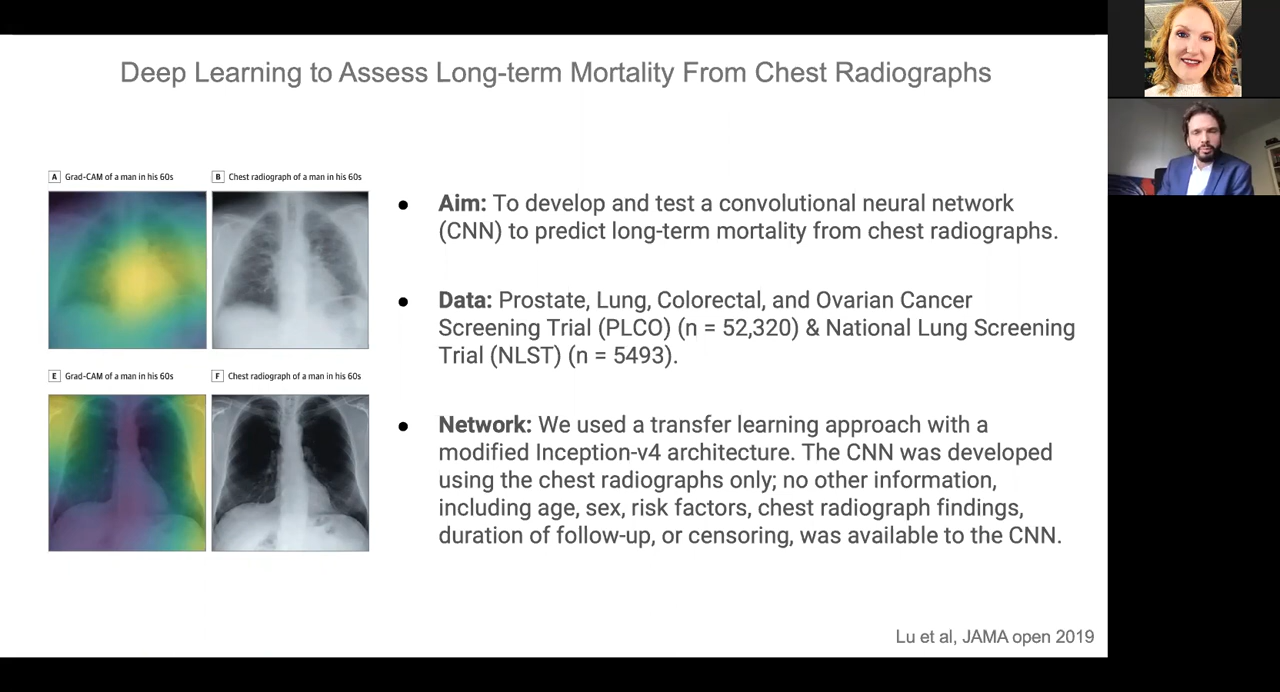 Deep Learning to Assess Long-term Mortality From Chest Radiographs
A Grad-CAM of a man in his 60s
B Chest radiograph of a man in his 60s
E Grad-CAM of a man in his 60s
F Chest radiograph of a man in his 60s
● Aim: To develop and test a convolutional neural network
(CNN) to predict long-term mortality from chest radiographs.
● Data: Prostate, Lung, Colorectal, and Ovarian Cancer
Screening Trial (PLCO) (n = 52,320) & National Lung Screening
Trial (NLST) (n = 5493).
● Network: We used a transfer learning approach with a
modified Inception-v4 architecture. The CNN was developed
using the chest radiographs only; no other information,
including age, sex, risk factors, chest radiograph findings,
duration of follow-up, or censoring, was available to the CNN.
Lu et al, JAMA open 2019